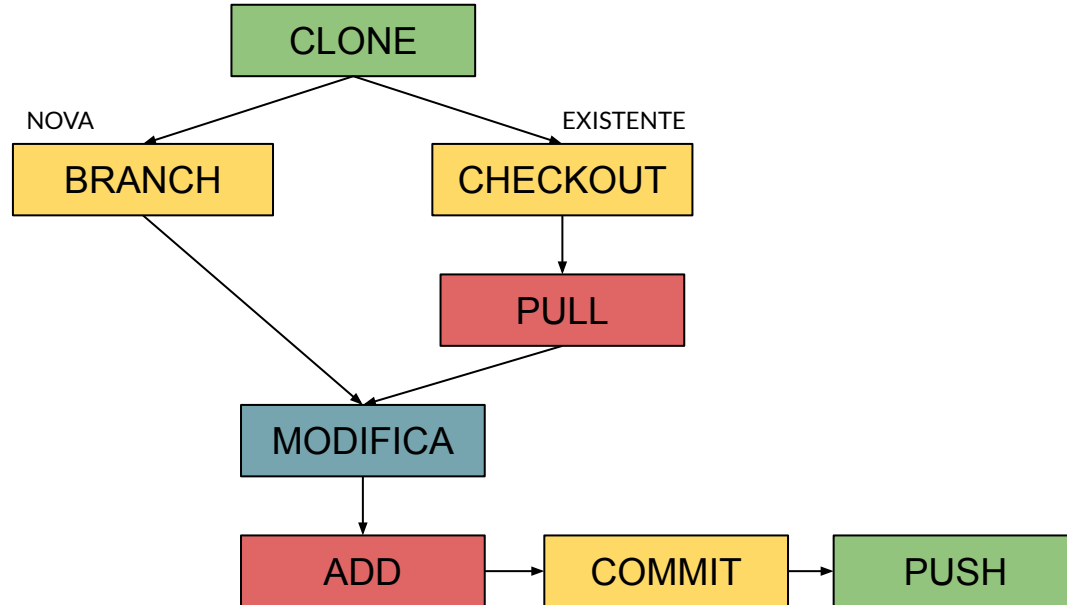 CLONE
NOVA
EXISTENTE
BRANCH
CHECKOUT
PULL
MODIFICA
ADD
COMMIT
PUSH